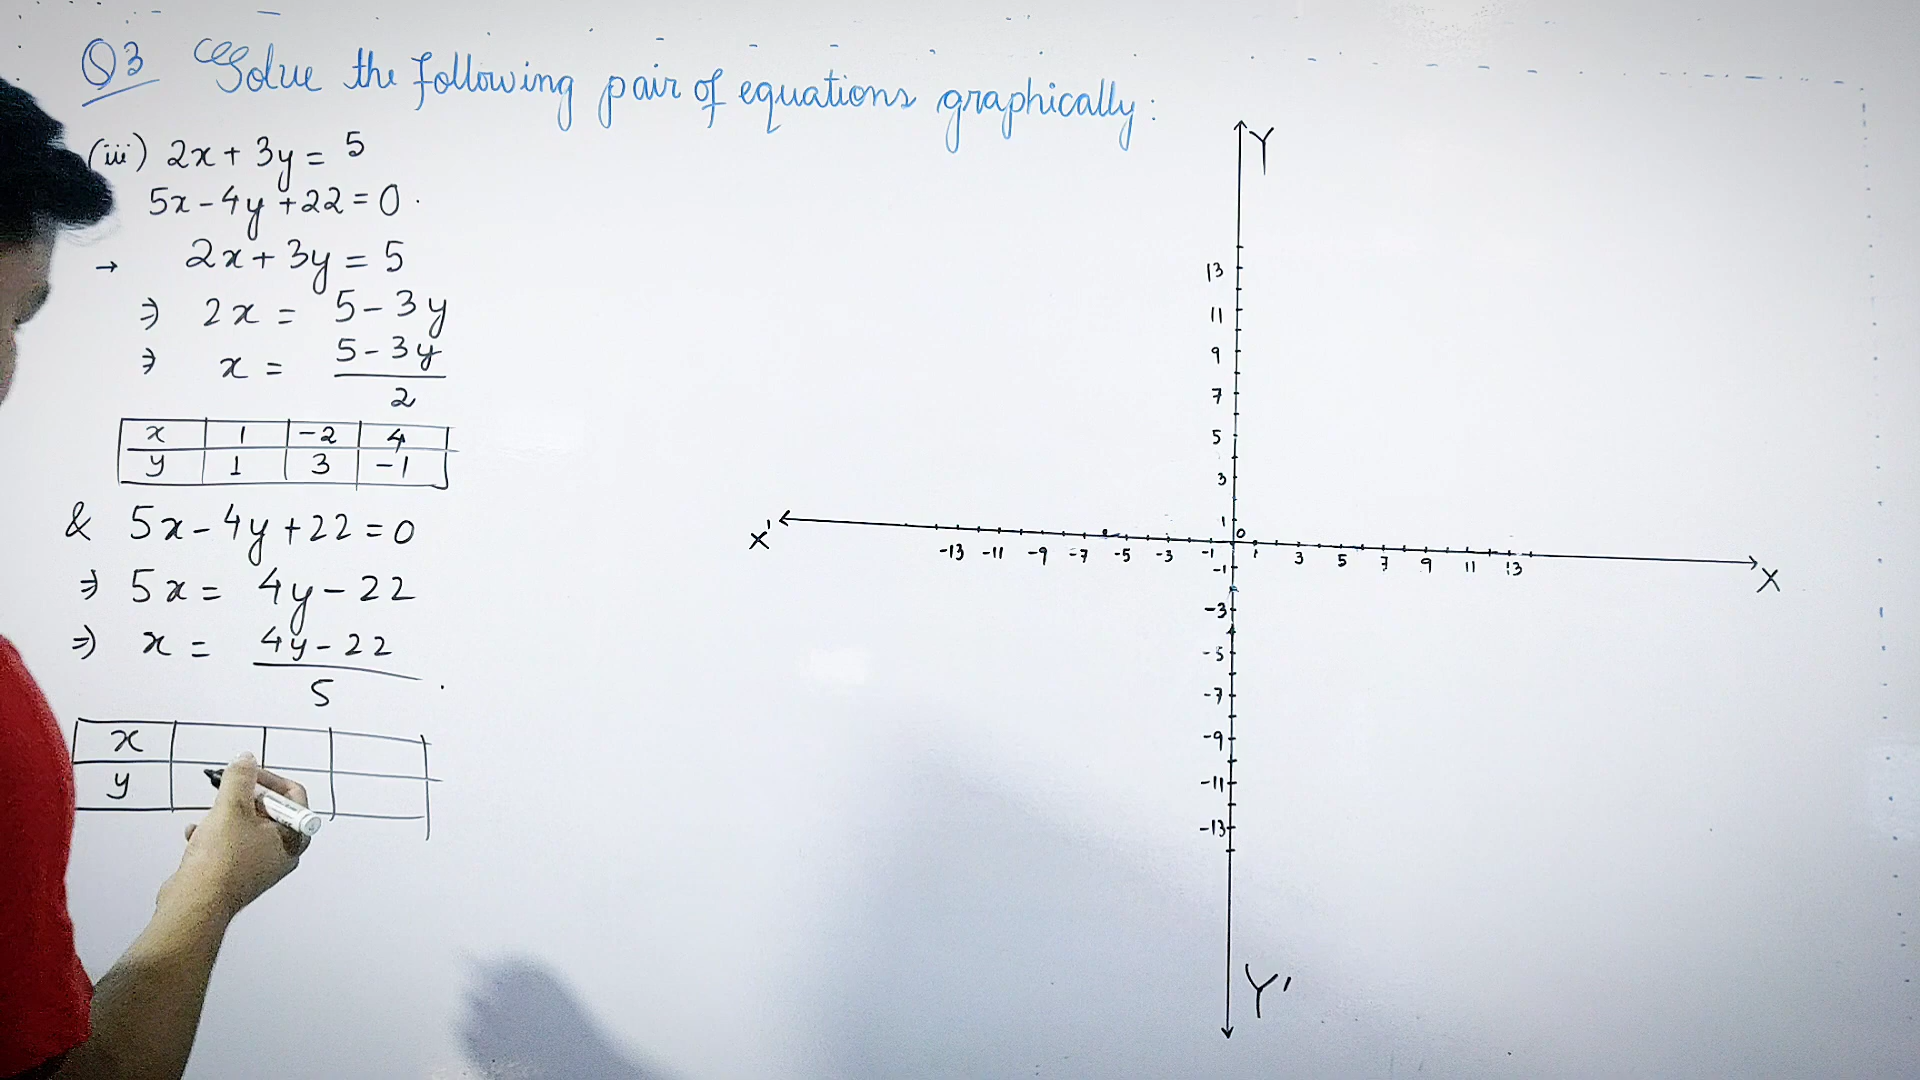 Q3 Solve the following pair of equations graphically:
(iii) 2x + 3y = 5
5x - 4y + 22 = 0.
→ 2x + 3y = 5
⇒ 2x = 5 - 3y
⇒ x = 5 - 3y
2
x 1 -2 4
y 1 3 -1
& 5x - 4y + 22 = 0
⇒ 5x = 4y - 22
⇒ x = 4y - 22
5
x
y
Y
13
11
9
7
5
3
1
X' -13 -11 -9 -7 -5 -3 -1 0 1 3 5 7 9 11 13 X
-1
-3
-5
-7
-9
-11
-13
Y'